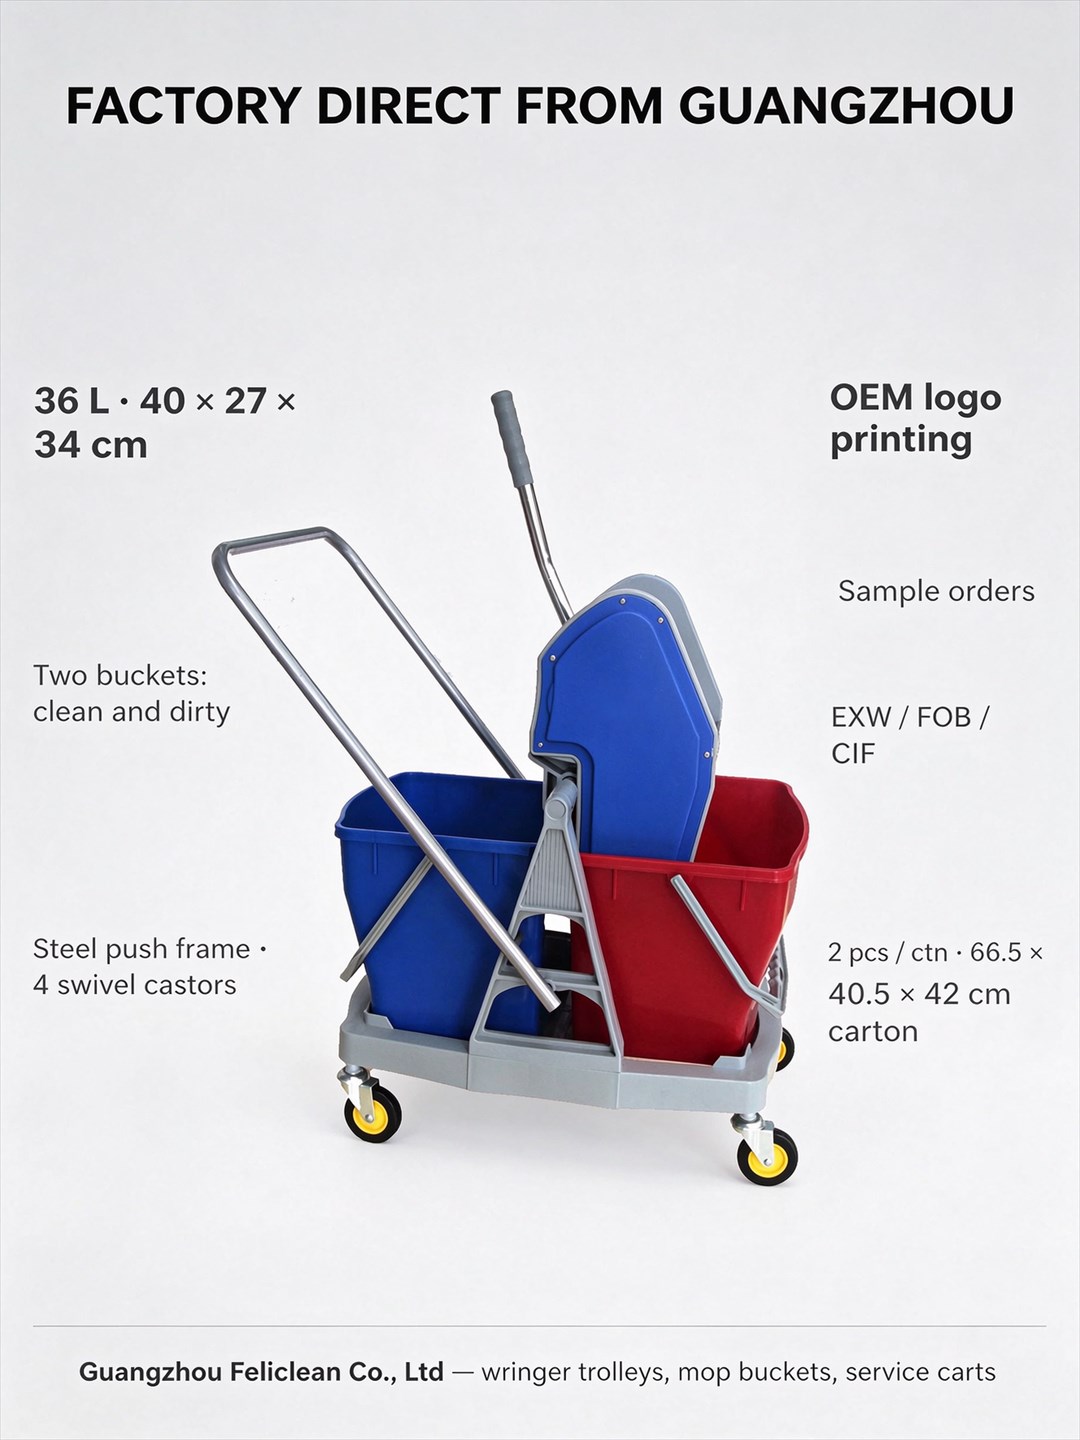 FACTORY DIRECT FROM GUANGZHOU
36 L · 40 × 27 ×
34 cm
Two buckets:
clean and dirty
Steel push frame ·
4 swivel castors
OEM logo
printing
Sample orders
EXW / FOB /
CIF
2 pcs / ctn · 66.5 ×
40.5 × 42 cm
carton
Guangzhou Feliclean Co., Ltd — wringer trolleys, mop buckets, service carts